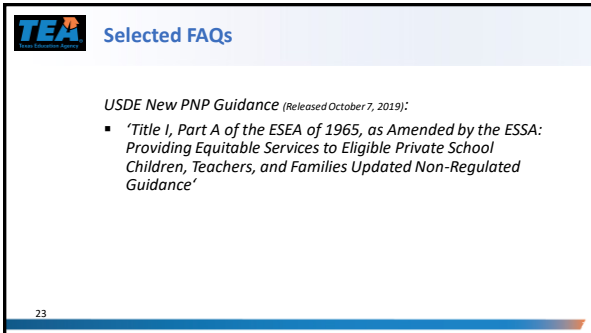 TEA
Texas Education Agency
Selected FAQs
USDE New PNP Guidance (Released October 7, 2019):
▪ ‘Title I, Part A of the ESEA of 1965, as Amended by the ESSA:
Providing Equitable Services to Eligible Private School
Children, Teachers, and Families Updated Non-Regulated
Guidance‘
23